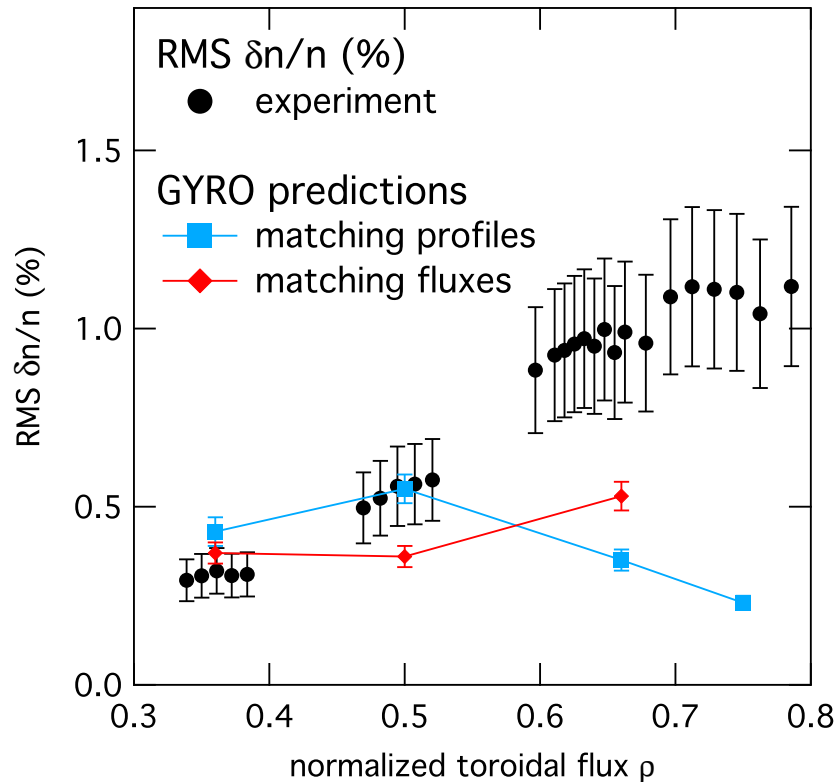 RMS δn/n (%)
experiment
GYRO predictions
matching profiles
matching fluxes
RMS δn/n (%)
1.5
1.0
0.5
0.0
0.3 0.4 0.5 0.6 0.7 0.8
normalized toroidal flux ρ